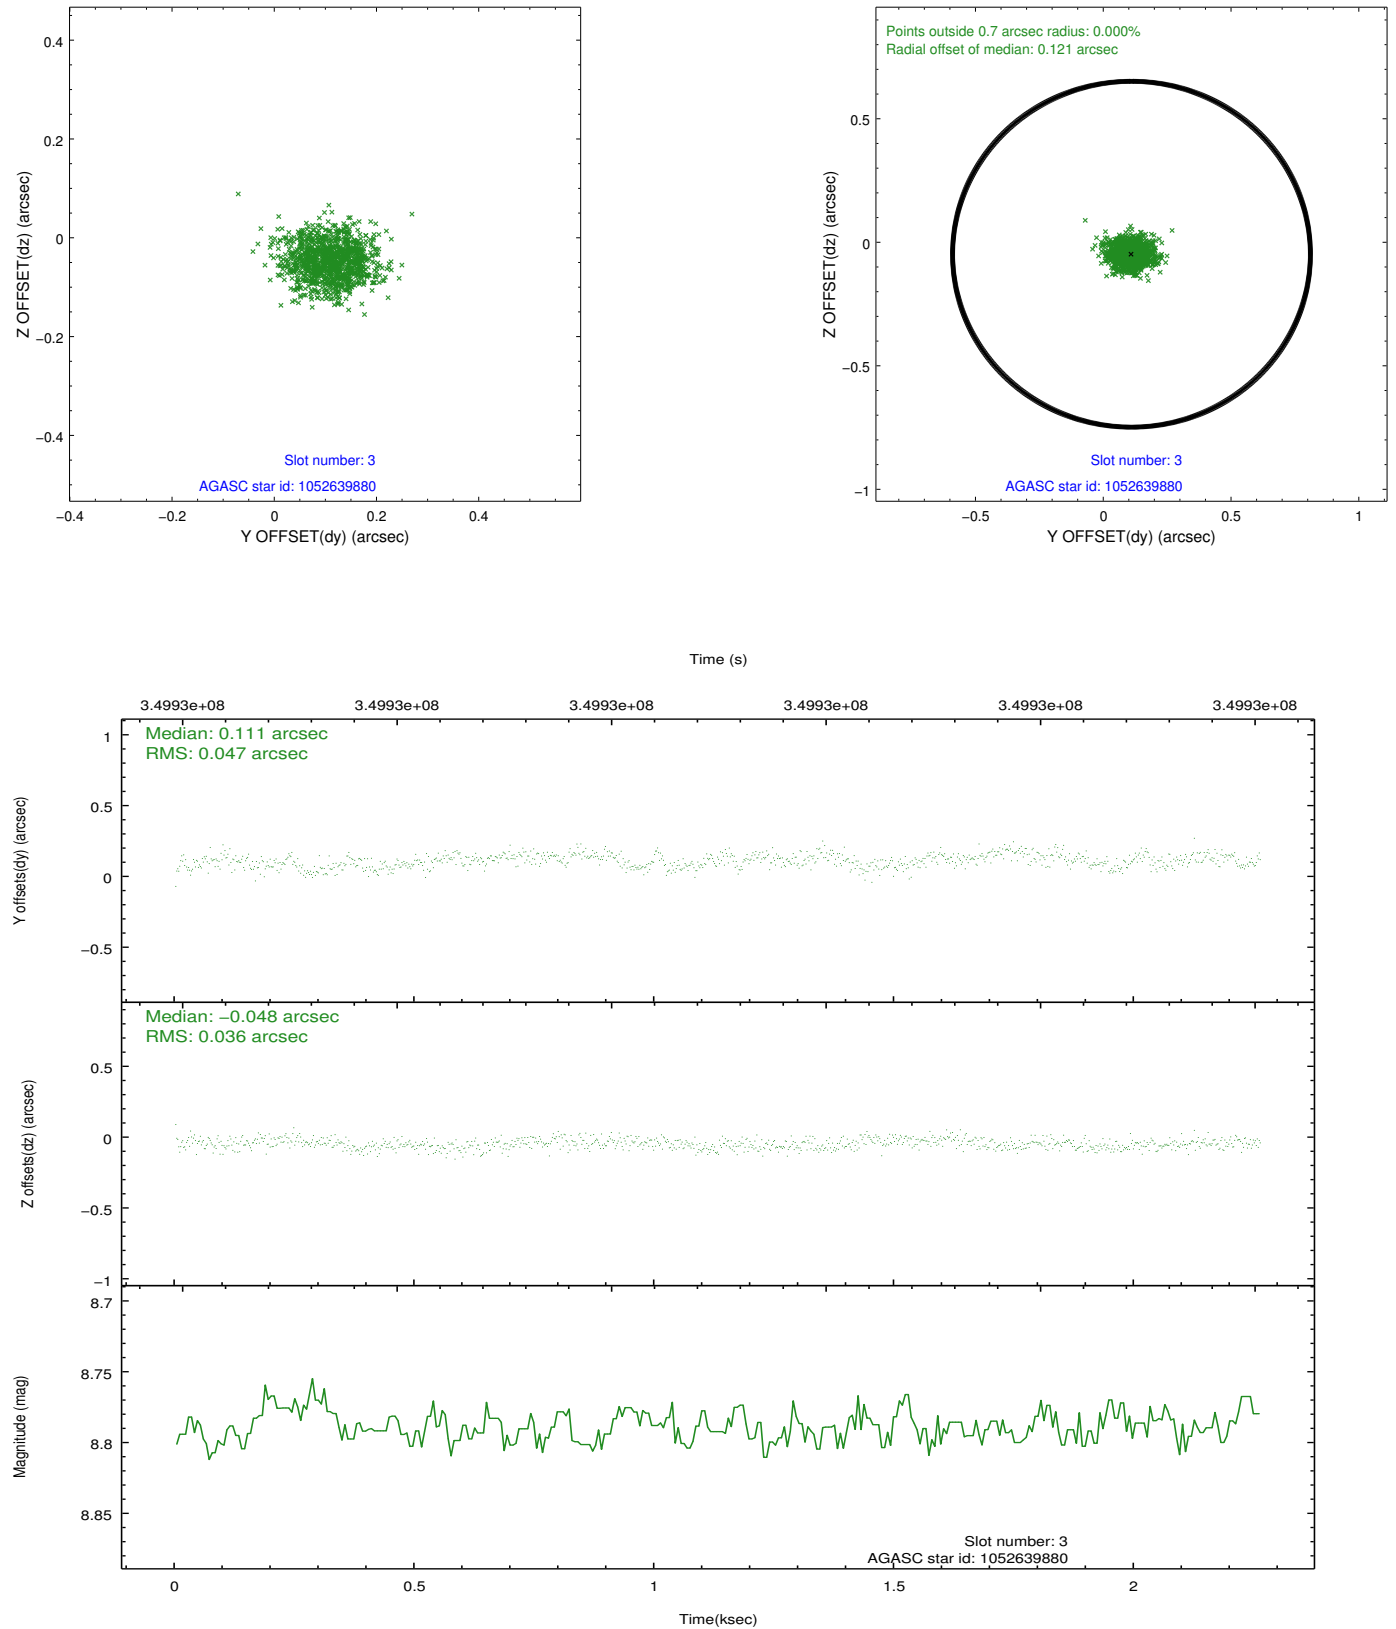 0.4
0.2
0
−0.2
−0.4
Z OFFSET(dz) (arcsec)
Slot number: 3
AGASC star id: 1052639880
−0.4
−0.2
0
0.2
0.4
Y OFFSET(dy) (arcsec)
Points outside 0.7 arcsec radius: 0.000%
Radial offset of median: 0.121 arcsec
0.5
0
−0.5
−1
Z OFFSET(dz) (arcsec)
Slot number: 3
AGASC star id: 1052639880
−0.5
0
0.5
1
Y OFFSET(dy) (arcsec)
Time (s)
3.4993e+08 3.4993e+08 3.4993e+08 3.4993e+08 3.4993e+08 3.4993e+08
Median: 0.111 arcsec
RMS: 0.047 arcsec
1
0.5
0
−0.5
Y offsets(dy) (arcsec)
Median: −0.048 arcsec
RMS: 0.036 arcsec
0.5
0
−0.5
−1
Z offsets(dz) (arcsec)
8.7
8.75
8.8
8.85
Magnitude (mag)
Slot number: 3
AGASC star id: 1052639880
0 0.5 1 1.5 2
Time(ksec)